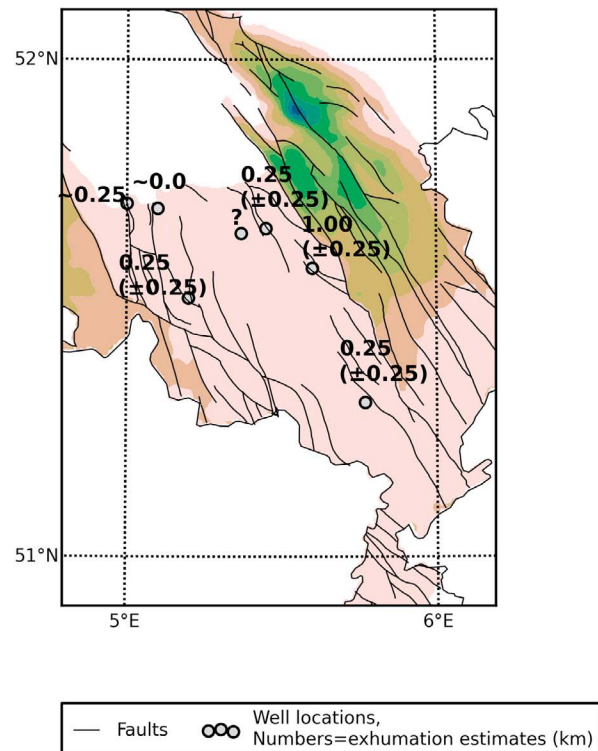 52°N
~0.25
~0.0
0.25
(±0.25)
?
1.00
(±0.25)
0.25
(±0.25)
0.25
(±0.25)
51°N
5°E
6°E
Faults
Well locations,
Numbers=exhumation estimates (km)